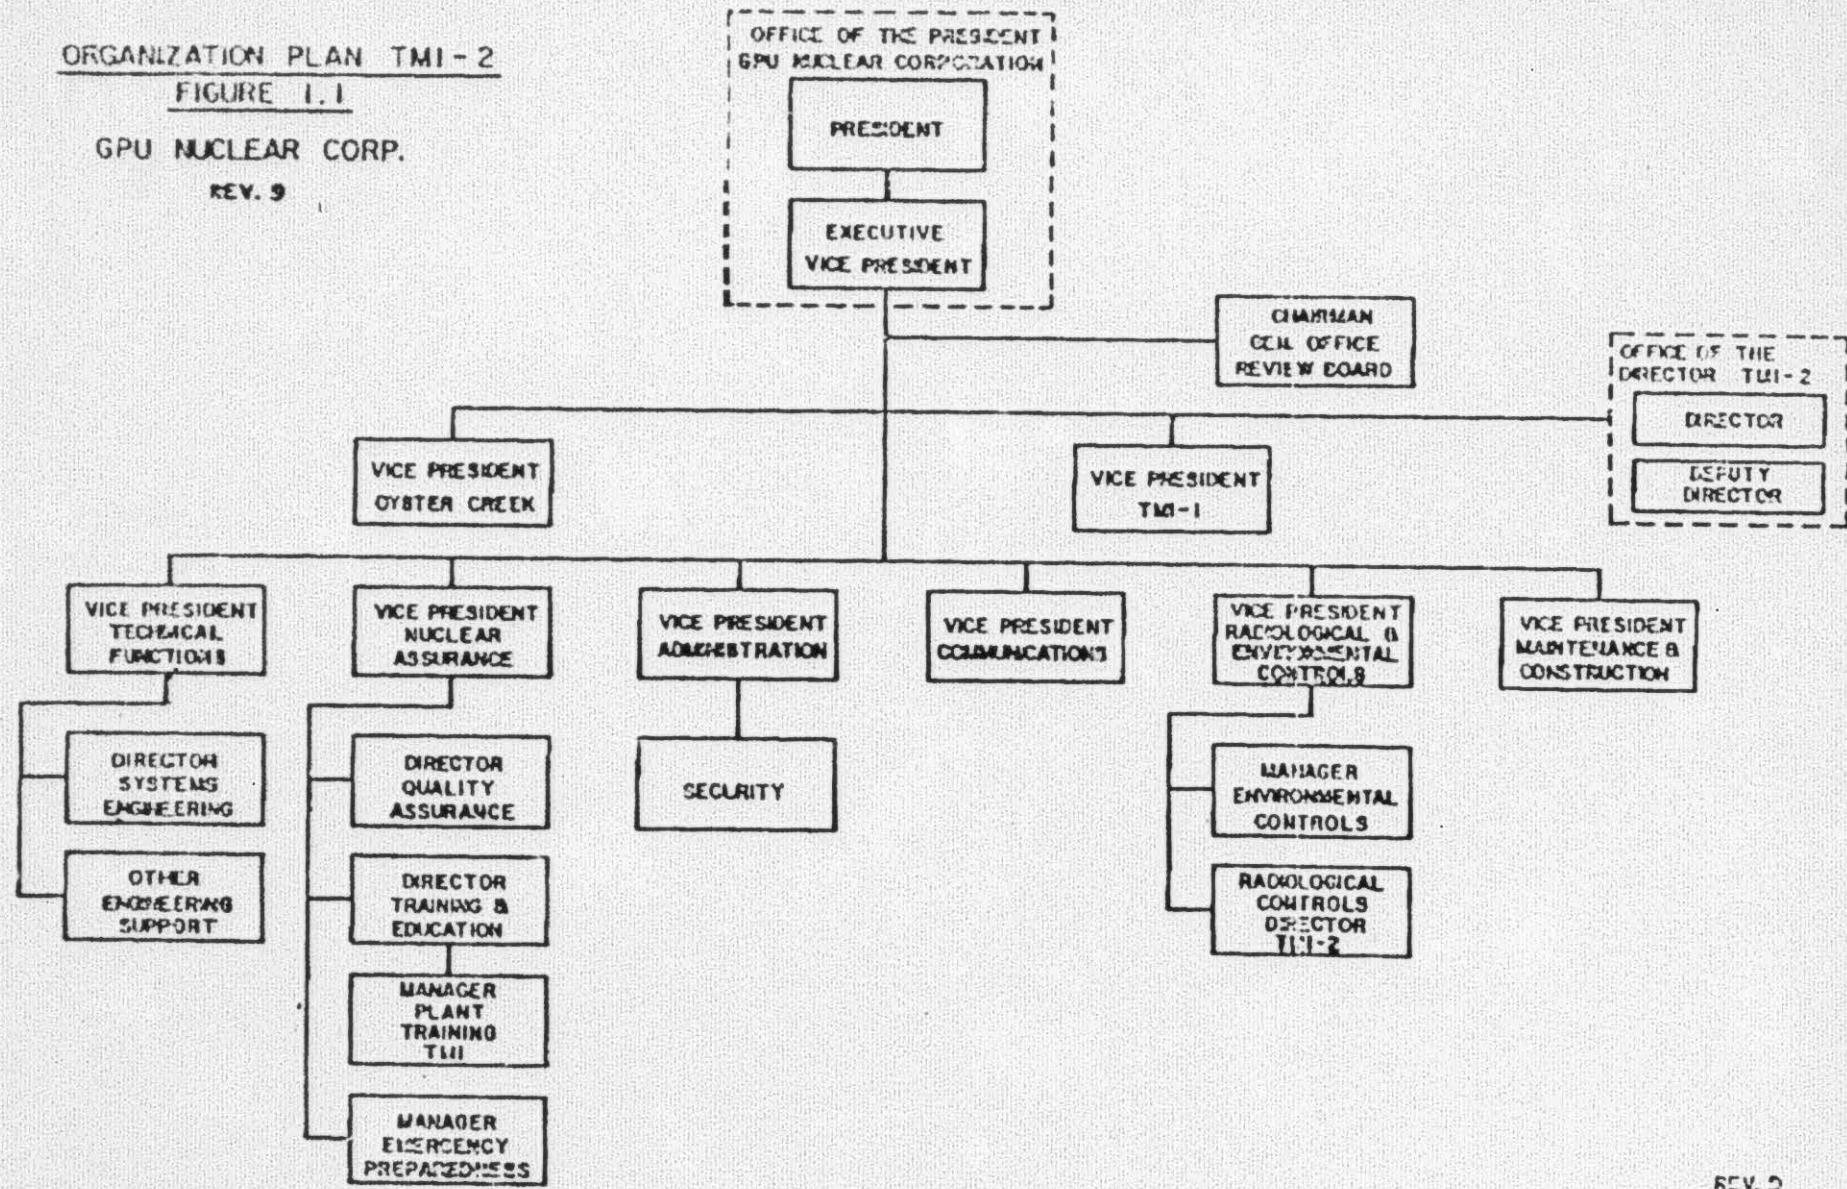 ORGANIZATION PLAN TMI-2
FIGURE 1.1
GPU NUCLEAR CORP.
REV. 9
OFFICE OF THE PRESIDENT
GPU NUCLEAR CORPORATION
PRESIDENT
EXECUTIVE
VICE PRESIDENT
CHAIRMAN
OFFICE
REVIEW BOARD
OFFICE OF THE
DIRECTOR TMI-2
DIRECTOR
DEPUTY
DIRECTOR
VICE PRESIDENT
OYSTER CREEK
VICE PRESIDENT
TMI-1
VICE PRESIDENT
TECHNICAL
FUNCTIONS
VICE PRESIDENT
NUCLEAR
ASSURANCE
VICE PRESIDENT
ADMINISTRATION
VICE PRESIDENT
COMMUNICATIONS
VICE PRESIDENT
RADIOLOGICAL &
ENVIRONMENTAL
CONTROLS
VICE PRESIDENT
MAINTENANCE &
CONSTRUCTION
DIRECTOR
SYSTEMS
ENGINEERING
DIRECTOR
QUALITY
ASSURANCE
SECURITY
MANAGER
ENVIRONMENTAL
CONTROLS
OTHER
ENGINEERING
SUPPORT
DIRECTOR
TRAINING &
EDUCATION
RADIOLOGICAL
CONTROLS
DIRECTOR
TMI-2
MANAGER
PLANT
TRAINING
TMI
MANAGER
EMERGENCY
PREPAREDNESS
REV.